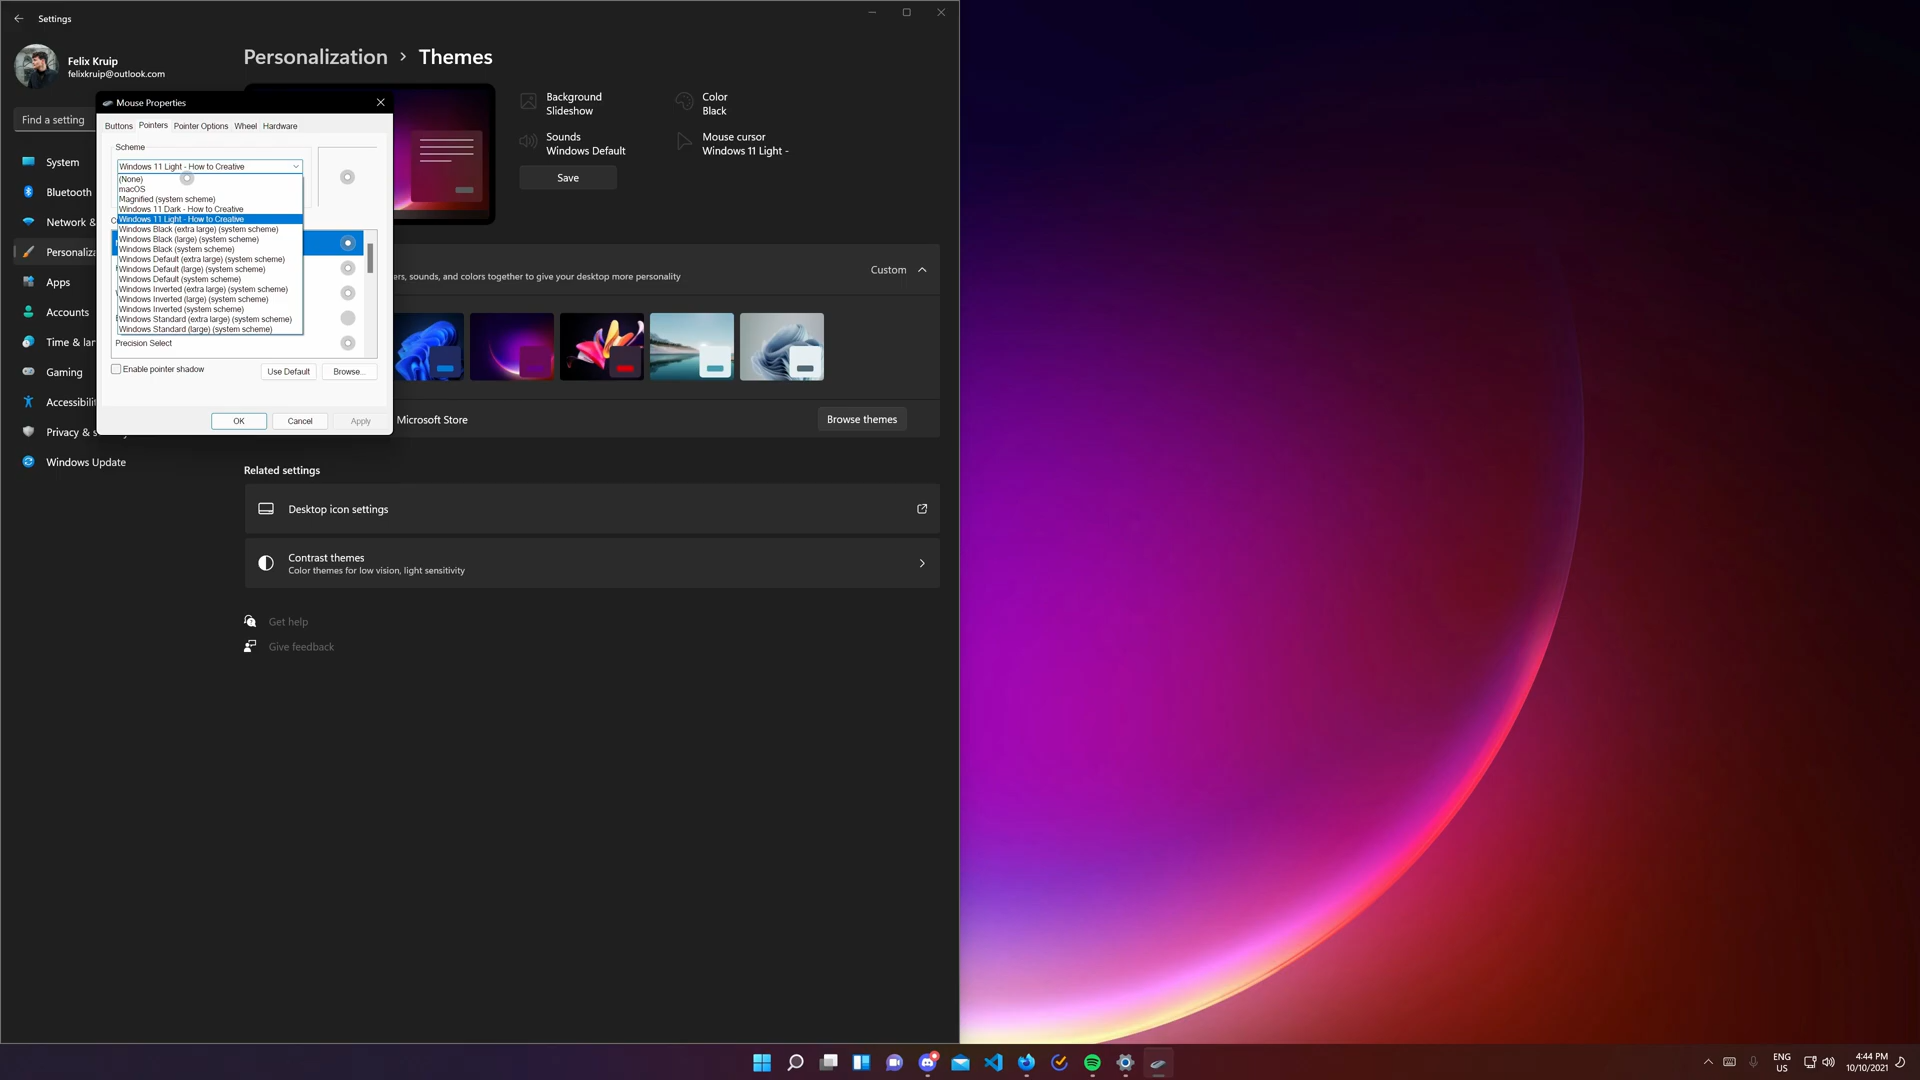 Settings
Felix Kruip
felixkruip@outlook.com
Find a setting
System
Bluetooth
Network &
Personaliza
Apps
Accounts
Time & lan
Gaming
Accessibilit
Privacy & s
Windows Update
Personalization > Themes
Background
Slideshow
Color
Black
Sounds
Windows Default
Mouse cursor
Windows 11 Light -
Save
Mouse Properties
Buttons Pointers Pointer Options Wheel Hardware
Scheme
Windows 11 Light - How to Creative
(None)
macOS
Magnified (system scheme)
Windows 11 Dark - How to Creative
Windows 11 Light - How to Creative
Windows Black (extra large) (system scheme)
Windows Black (large) (system scheme)
Windows Black (system scheme)
Windows Default (extra large) (system scheme)
Windows Default (large) (system scheme)
Windows Default (system scheme)
Windows Inverted (extra large) (system scheme)
Windows Inverted (large) (system scheme)
Windows Inverted (system scheme)
Windows Standard (extra large) (system scheme)
Windows Standard (large) (system scheme)
Precision Select
Enable pointer shadow
Use Default
Browse...
OK
Cancel
Apply
ers, sounds, and colors together to give your desktop more personality
Custom
Microsoft Store
Browse themes
Related settings
Desktop icon settings
Contrast themes
Color themes for low vision, light sensitivity
Get help
Give feedback
ENG
US
4:44 PM
10/10/2021